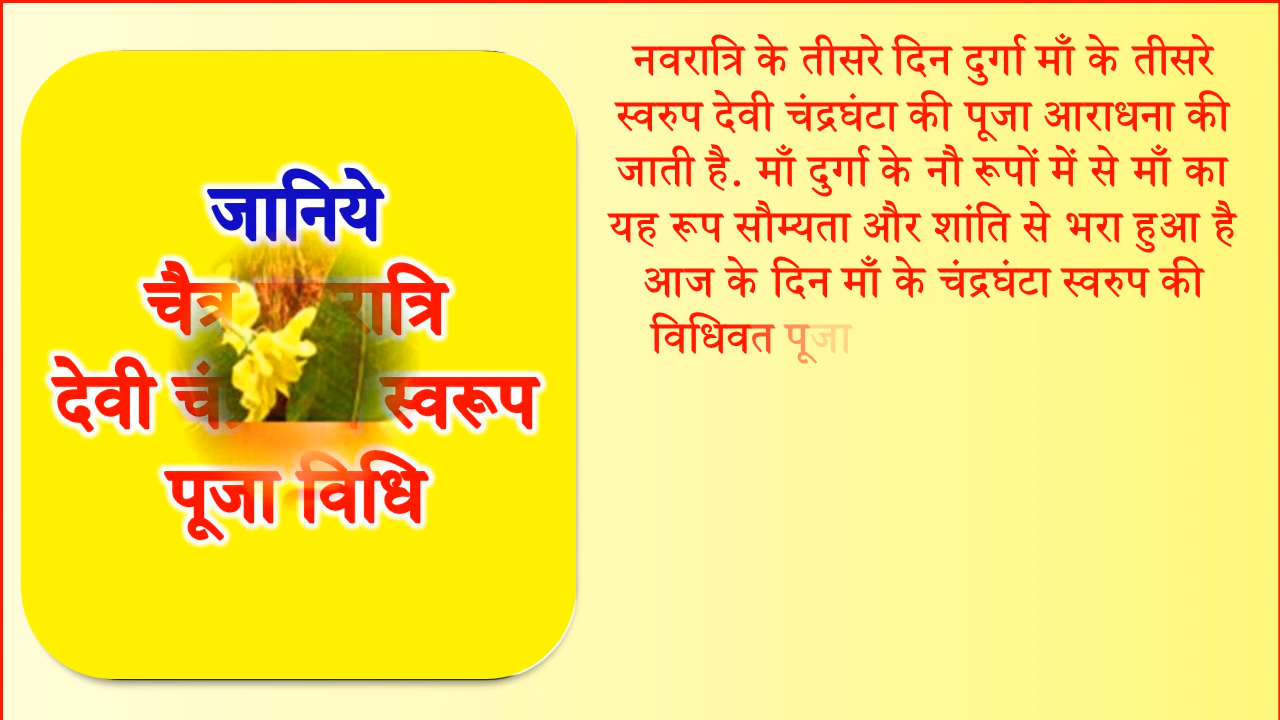 जानिये
चैत्र
देवी स्वरूप
पूजा विधि
नवरात्रि के तीसरे दिन दुर्गा माँ के तीसरे
स्वरुप देवी चंद्रघंटा की पूजा आराधना की
जाती है. माँ दुर्गा के नौ रूपों में से माँ का
यह रूप सौम्यता और शांति से भरा हुआ है
आज के दिन माँ के चंद्रघंटा स्वरुप की
विधिवत पूजा